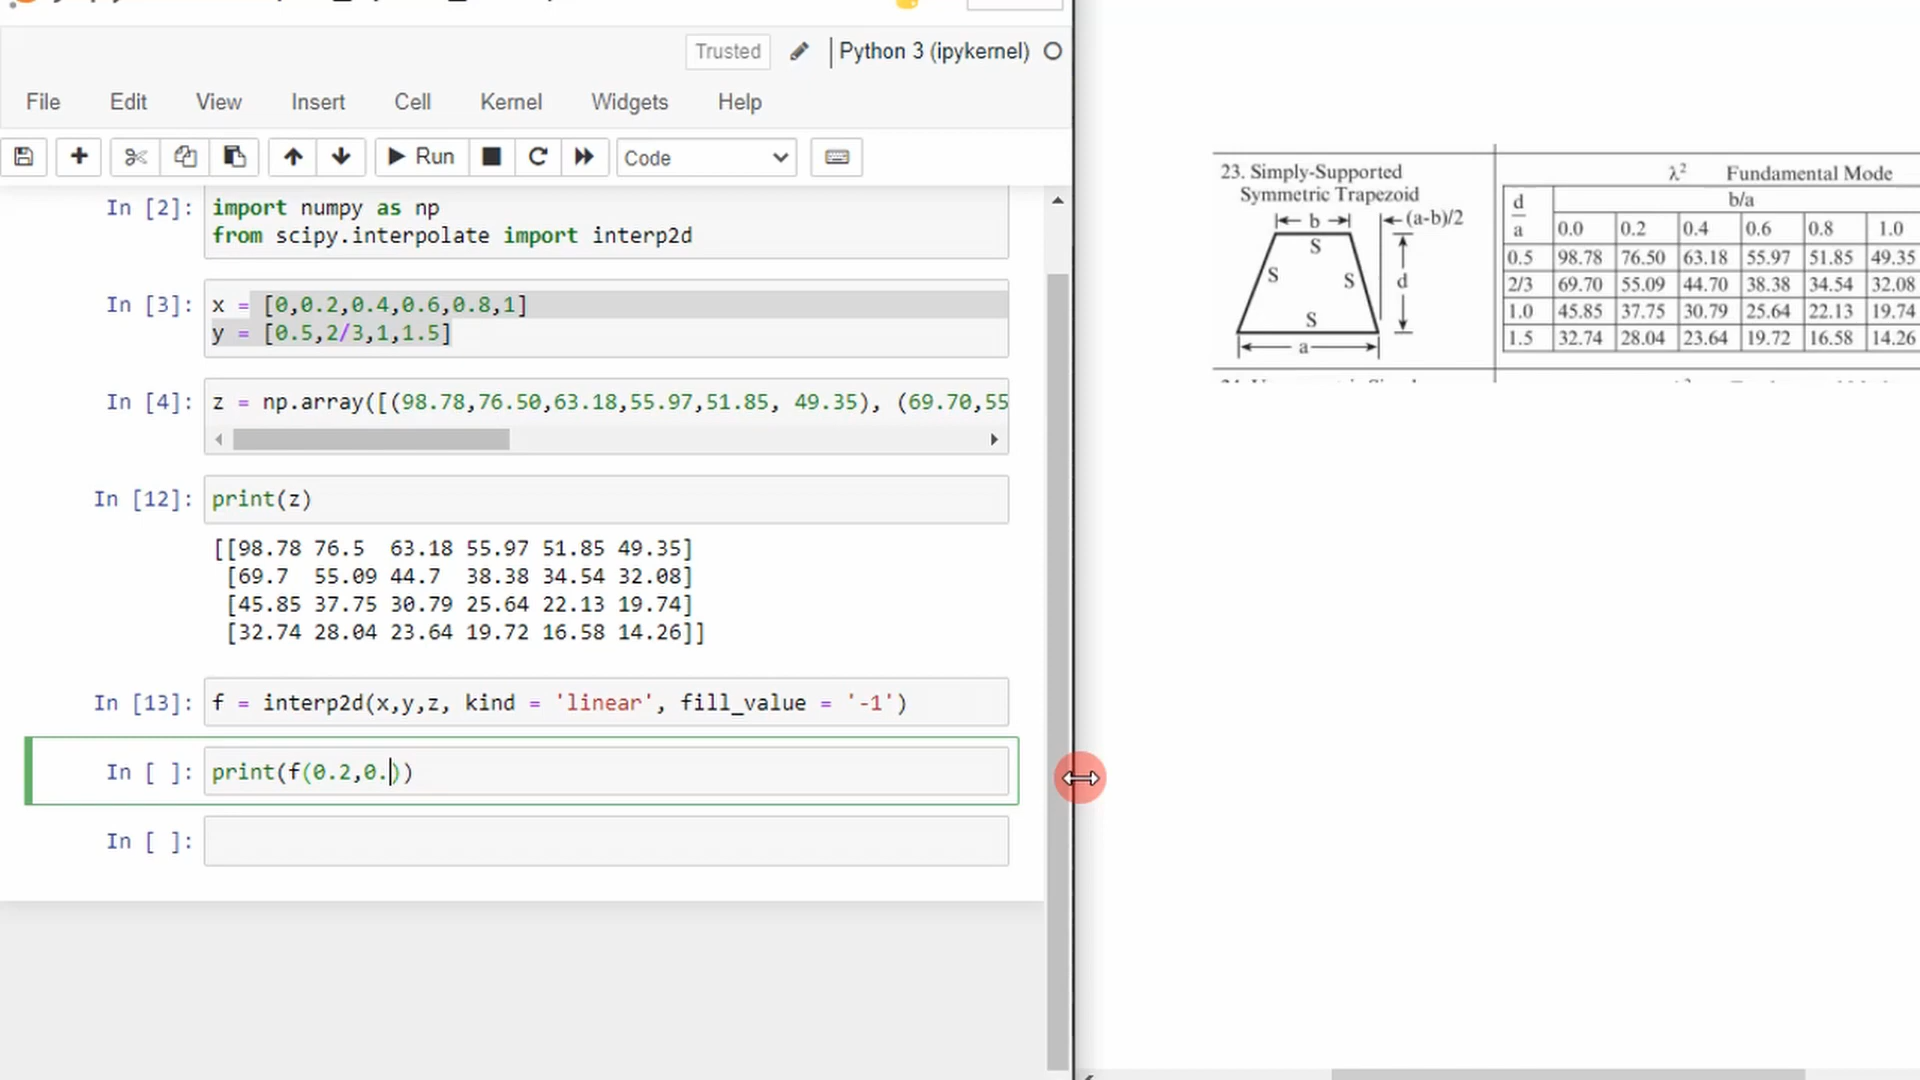 Trusted
Python 3 (ipykernel)
File Edit View Insert Cell Kernel Widgets Help
Run
Code
In [2]:
import numpy as np
from scipy.interpolate import interp2d
In [3]:
x = [0,0.2,0.4,0.6,0.8,1]
y = [0.5,2/3,1,1.5]
In [4]:
z = np.array([(98.78,76.50,63.18,55.97,51.85, 49.35), (69.70,55
In [12]:
print(z)
[[98.78 76.5 63.18 55.97 51.85 49.35]
[69.7 55.09 44.7 38.38 34.54 32.08]
[45.85 37.75 30.79 25.64 22.13 19.74]
[32.74 28.04 23.64 19.72 16.58 14.26]]
In [13]:
f = interp2d(x,y,z, kind = 'linear', fill_value = '-1')
In [ ]:
print(f(0.2,0.))
In [ ]:
23. Simply-Supported
Symmetric Trapezoid
b (a-b)/2
S
S S d
S
a
λ² Fundamental Mode
d b/a
a 0.0 0.2 0.4 0.6 0.8 1.0
0.5 98.78 76.50 63.18 55.97 51.85 49.35
2/3 69.70 55.09 44.70 38.38 34.54 32.08
1.0 45.85 37.75 30.79 25.64 22.13 19.74
1.5 32.74 28.04 23.64 19.72 16.58 14.26